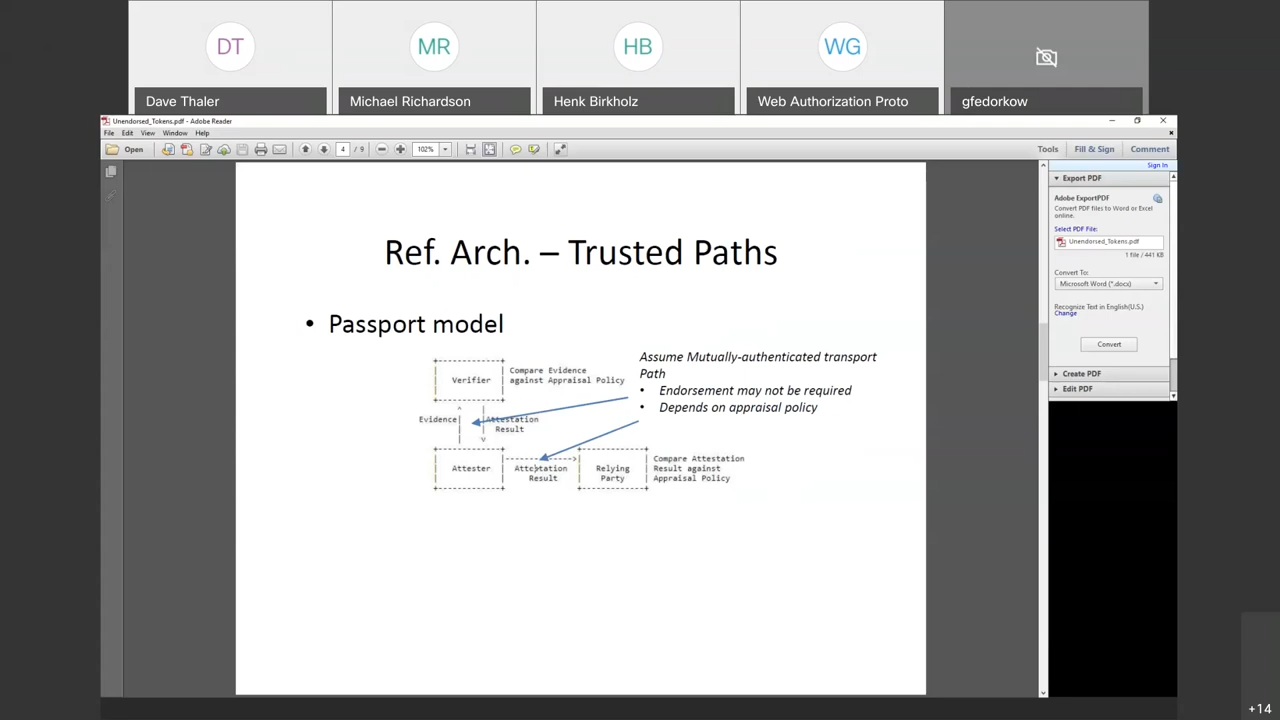 DT
MR
HB
WG
Dave Thaler
Michael Richardson
Henk Birkholz
Web Authorization Proto
gfedorkow
Unendorsed_Tokens.pdf - Adobe Reader
File Edit View Window Help
Open
4 / 9
102%
Tools
Fill & Sign
Comment
Sign In
Export PDF
Adobe ExportPDF
Convert PDF files to Word or Excel
online.
Select PDF File:
Unendorsed_Tokens.pdf
1 file / 441 KB
Convert To:
Microsoft Word (*.docx)
Recognize Text in English(U.S.)
Change
Convert
Create PDF
Edit PDF
Ref. Arch. – Trusted Paths
• Passport model
Assume Mutually-authenticated transport
Path
• Endorsement may not be required
• Depends on appraisal policy
Verifier
Compare Evidence
against Appraisal Policy
Evidence
Attestation
Result
Attester
Attestation
Result
Relying
Party
Compare Attestation
Result against
Appraisal Policy
+14